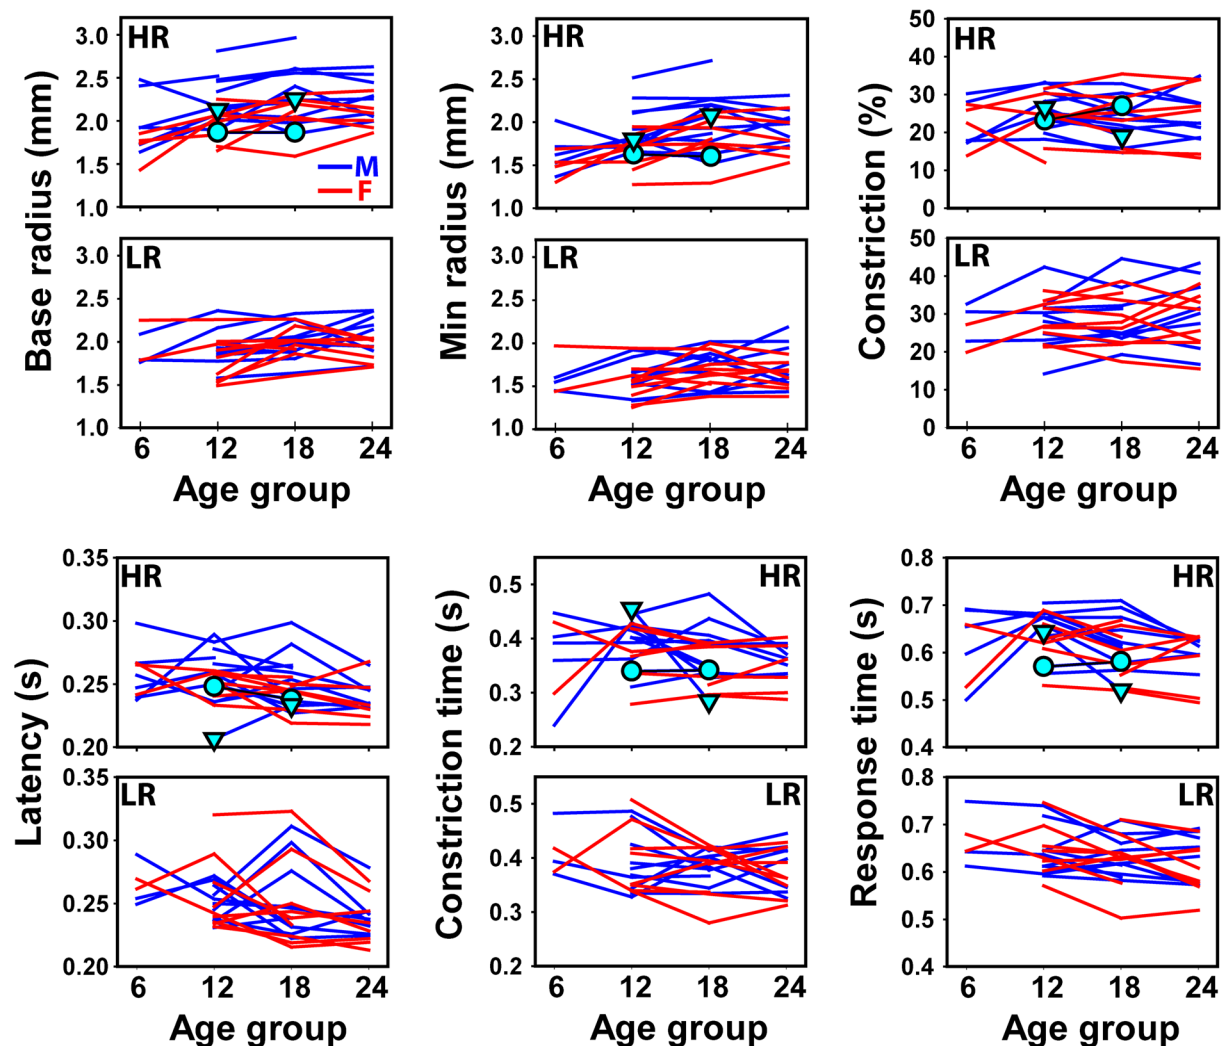 Base radius (mm)
HR
3.0
2.5
2.0
1.5
1.0
M
F
LR
3.0
2.5
2.0
1.5
1.0
6 12 18 24
Age group
Min radius (mm)
HR
3.0
2.5
2.0
1.5
1.0
LR
3.0
2.5
2.0
1.5
1.0
6 12 18 24
Age group
Constriction (%)
HR
50
40
30
20
10
0
LR
50
40
30
20
10
0
6 12 18 24
Age group
Latency (s)
HR
0.35
0.30
0.25
0.20
LR
0.35
0.30
0.25
0.20
6 12 18 24
Age group
Constriction time (s)
HR
0.5
0.4
0.3
0.2
LR
0.5
0.4
0.3
0.2
6 12 18 24
Age group
Response time (s)
HR
0.8
0.7
0.6
0.5
0.4
LR
0.8
0.7
0.6
0.5
0.4
6 12 18 24
Age group